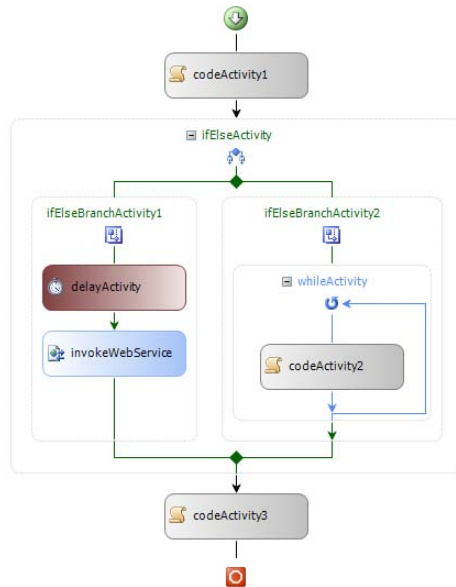 codeActivity1
ifElseActivity
ifElseBranchActivity1
ifElseBranchActivity2
delayActivity
whileActivity
invokeWebService
codeActivity2
codeActivity3